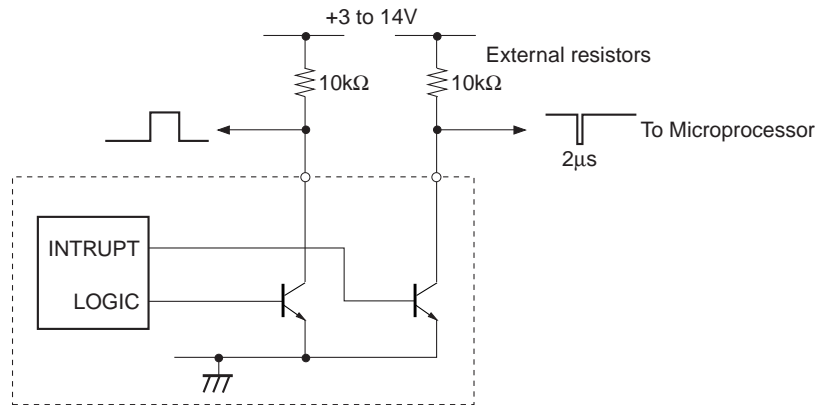 +3 to 14V
External resistors
10kΩ
10kΩ
To Microprocessor
2μs
INTRUPT
LOGIC